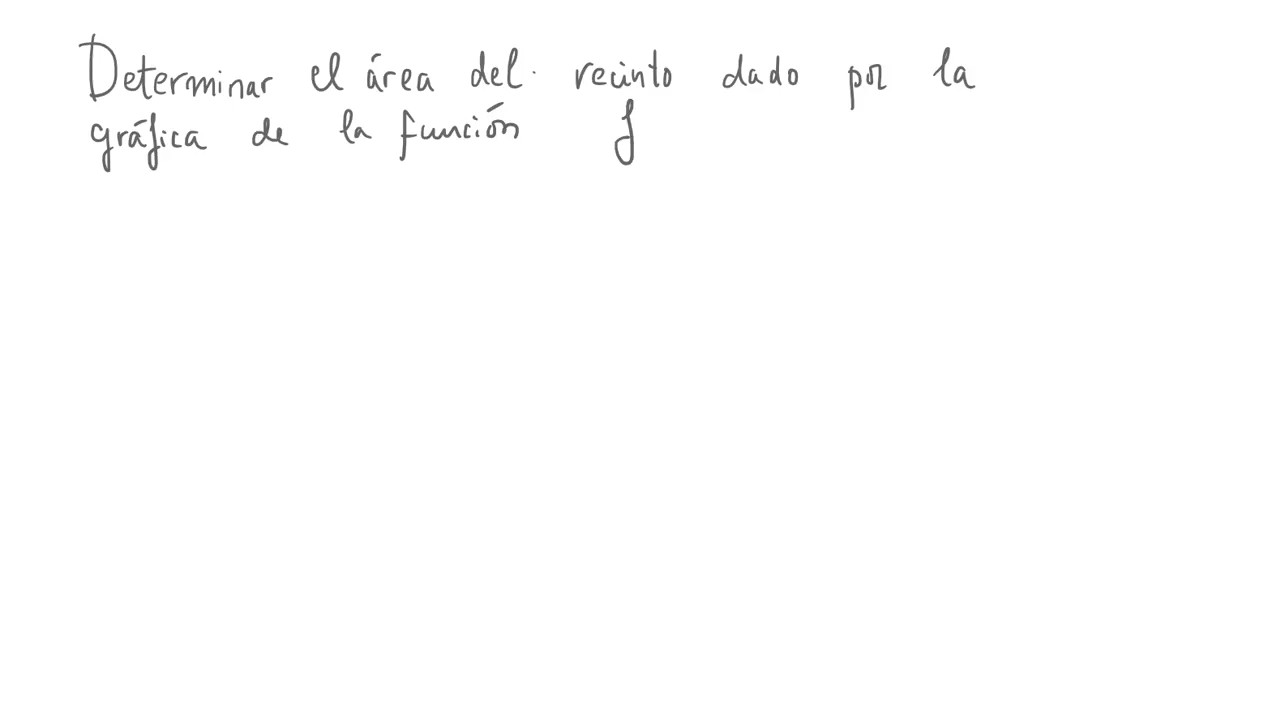 Determinar el área del recinto dado por la
gráfica de la función f